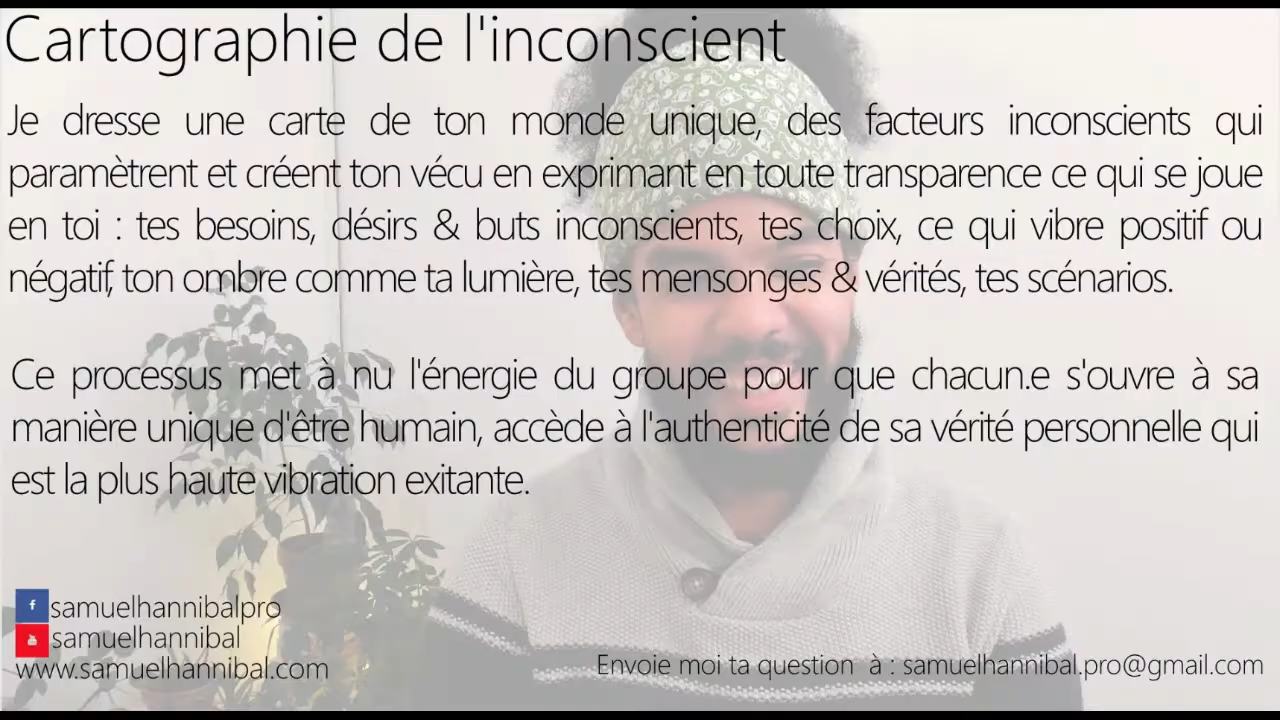 Cartographie de l'inconscient
Je dresse une carte de ton monde unique, des facteurs inconscients qui
paramètrent et créent ton vécu en exprimant en toute transparence ce qui se joue
en toi : tes besoins, désirs & buts inconscients, tes choix, ce qui vibre positif ou
négatif, ton ombre comme ta lumière, tes mensonges & vérités, tes scénarios.
Ce processus met à nu l'énergie du groupe pour que chacun.e s'ouvre à sa
manière unique d'être humain, accède à l'authenticité de sa vérité personnelle qui
est la plus haute vibration exitante.
f samuelhannibalpro
samuelhannibal
www.samuelhannibal.com
Envoie moi ta question à : samuelhannibal.pro@gmail.com